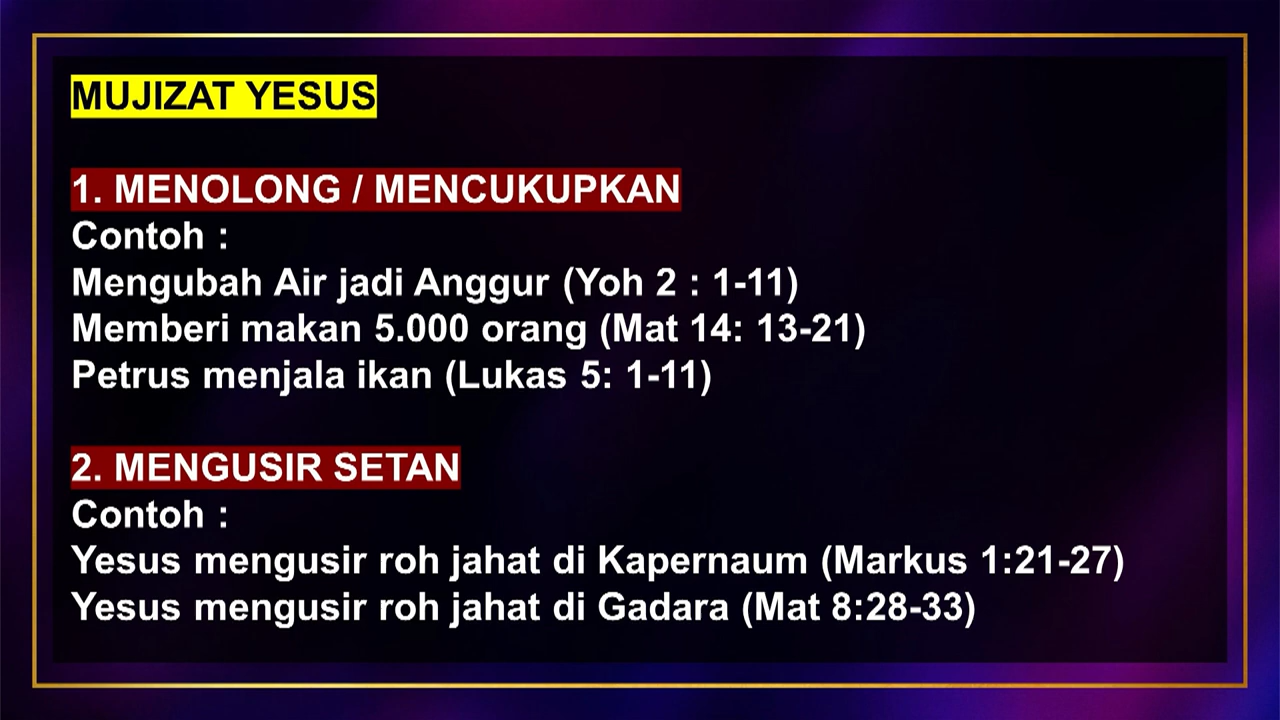 MUJIZAT YESUS
1. MENOLONG / MENCUKUPKAN
Contoh :
Mengubah Air jadi Anggur (Yoh 2 : 1-11)
Memberi makan 5.000 orang (Mat 14: 13-21)
Petrus menjala ikan (Lukas 5: 1-11)
2. MENGUSIR SETAN
Contoh :
Yesus mengusir roh jahat di Kapernaum (Markus 1:21-27)
Yesus mengusir roh jahat di Gadara (Mat 8:28-33)